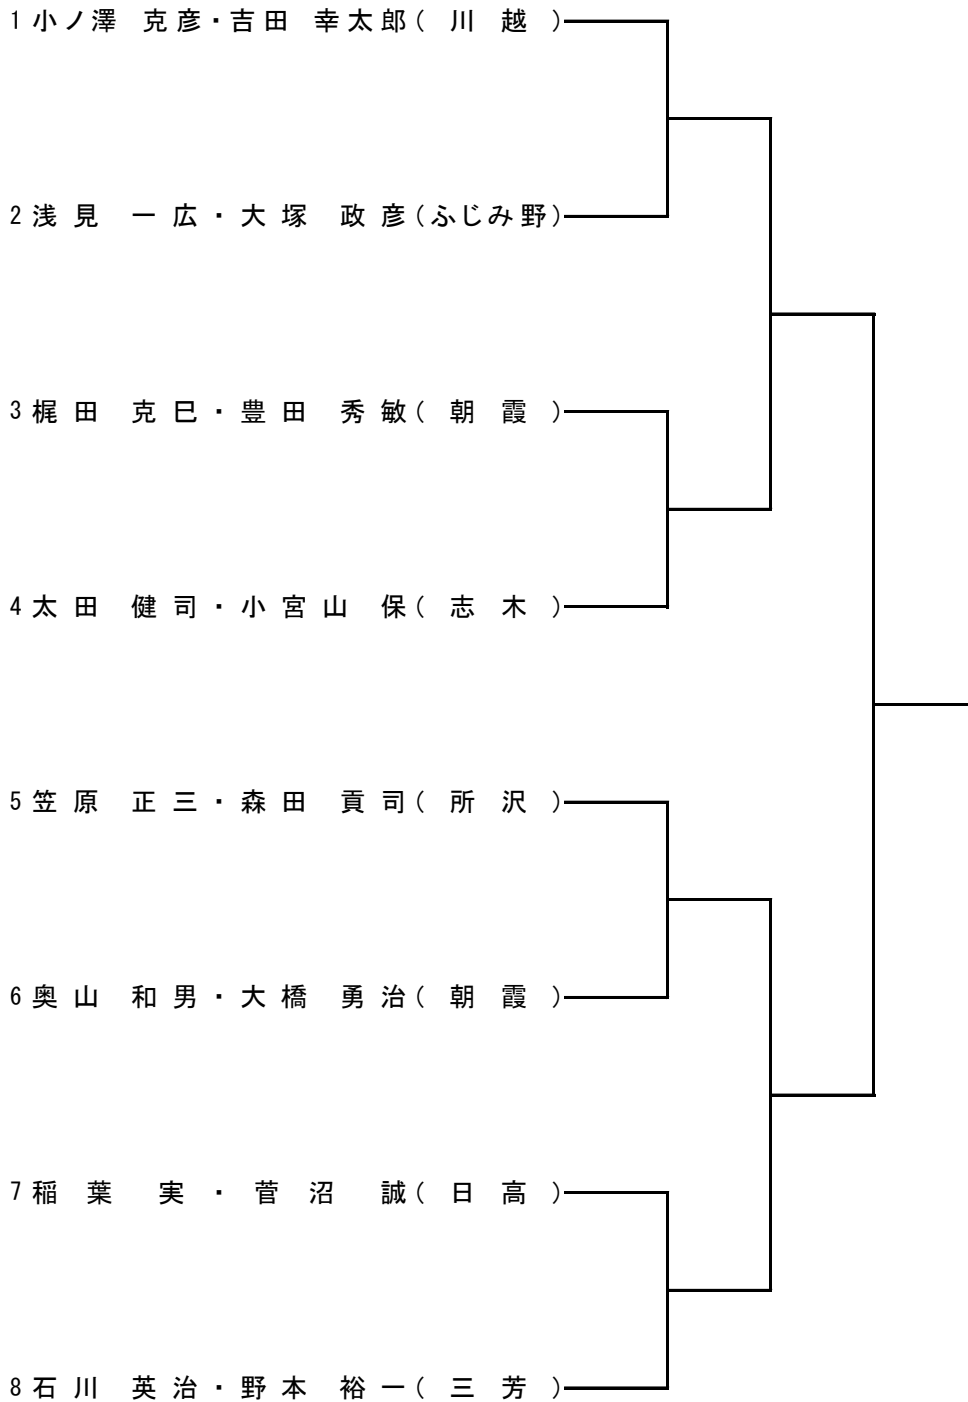 1 小ノ澤 克彦・吉田 幸太郎(川越)
2 浅見 一広・大塚 政彦(ふじみ野)
3 梶田 克巳・豊田 秀敏(朝霞)
4 太田 健司・小宮山 保(志木)
5 笠原 正三・森田 貢司(所沢)
6 奥山 和男・大橋 勇治(朝霞)
7 稲葉 実・菅沼 誠(日高)
8 石川 英治・野本 裕一(三芳)